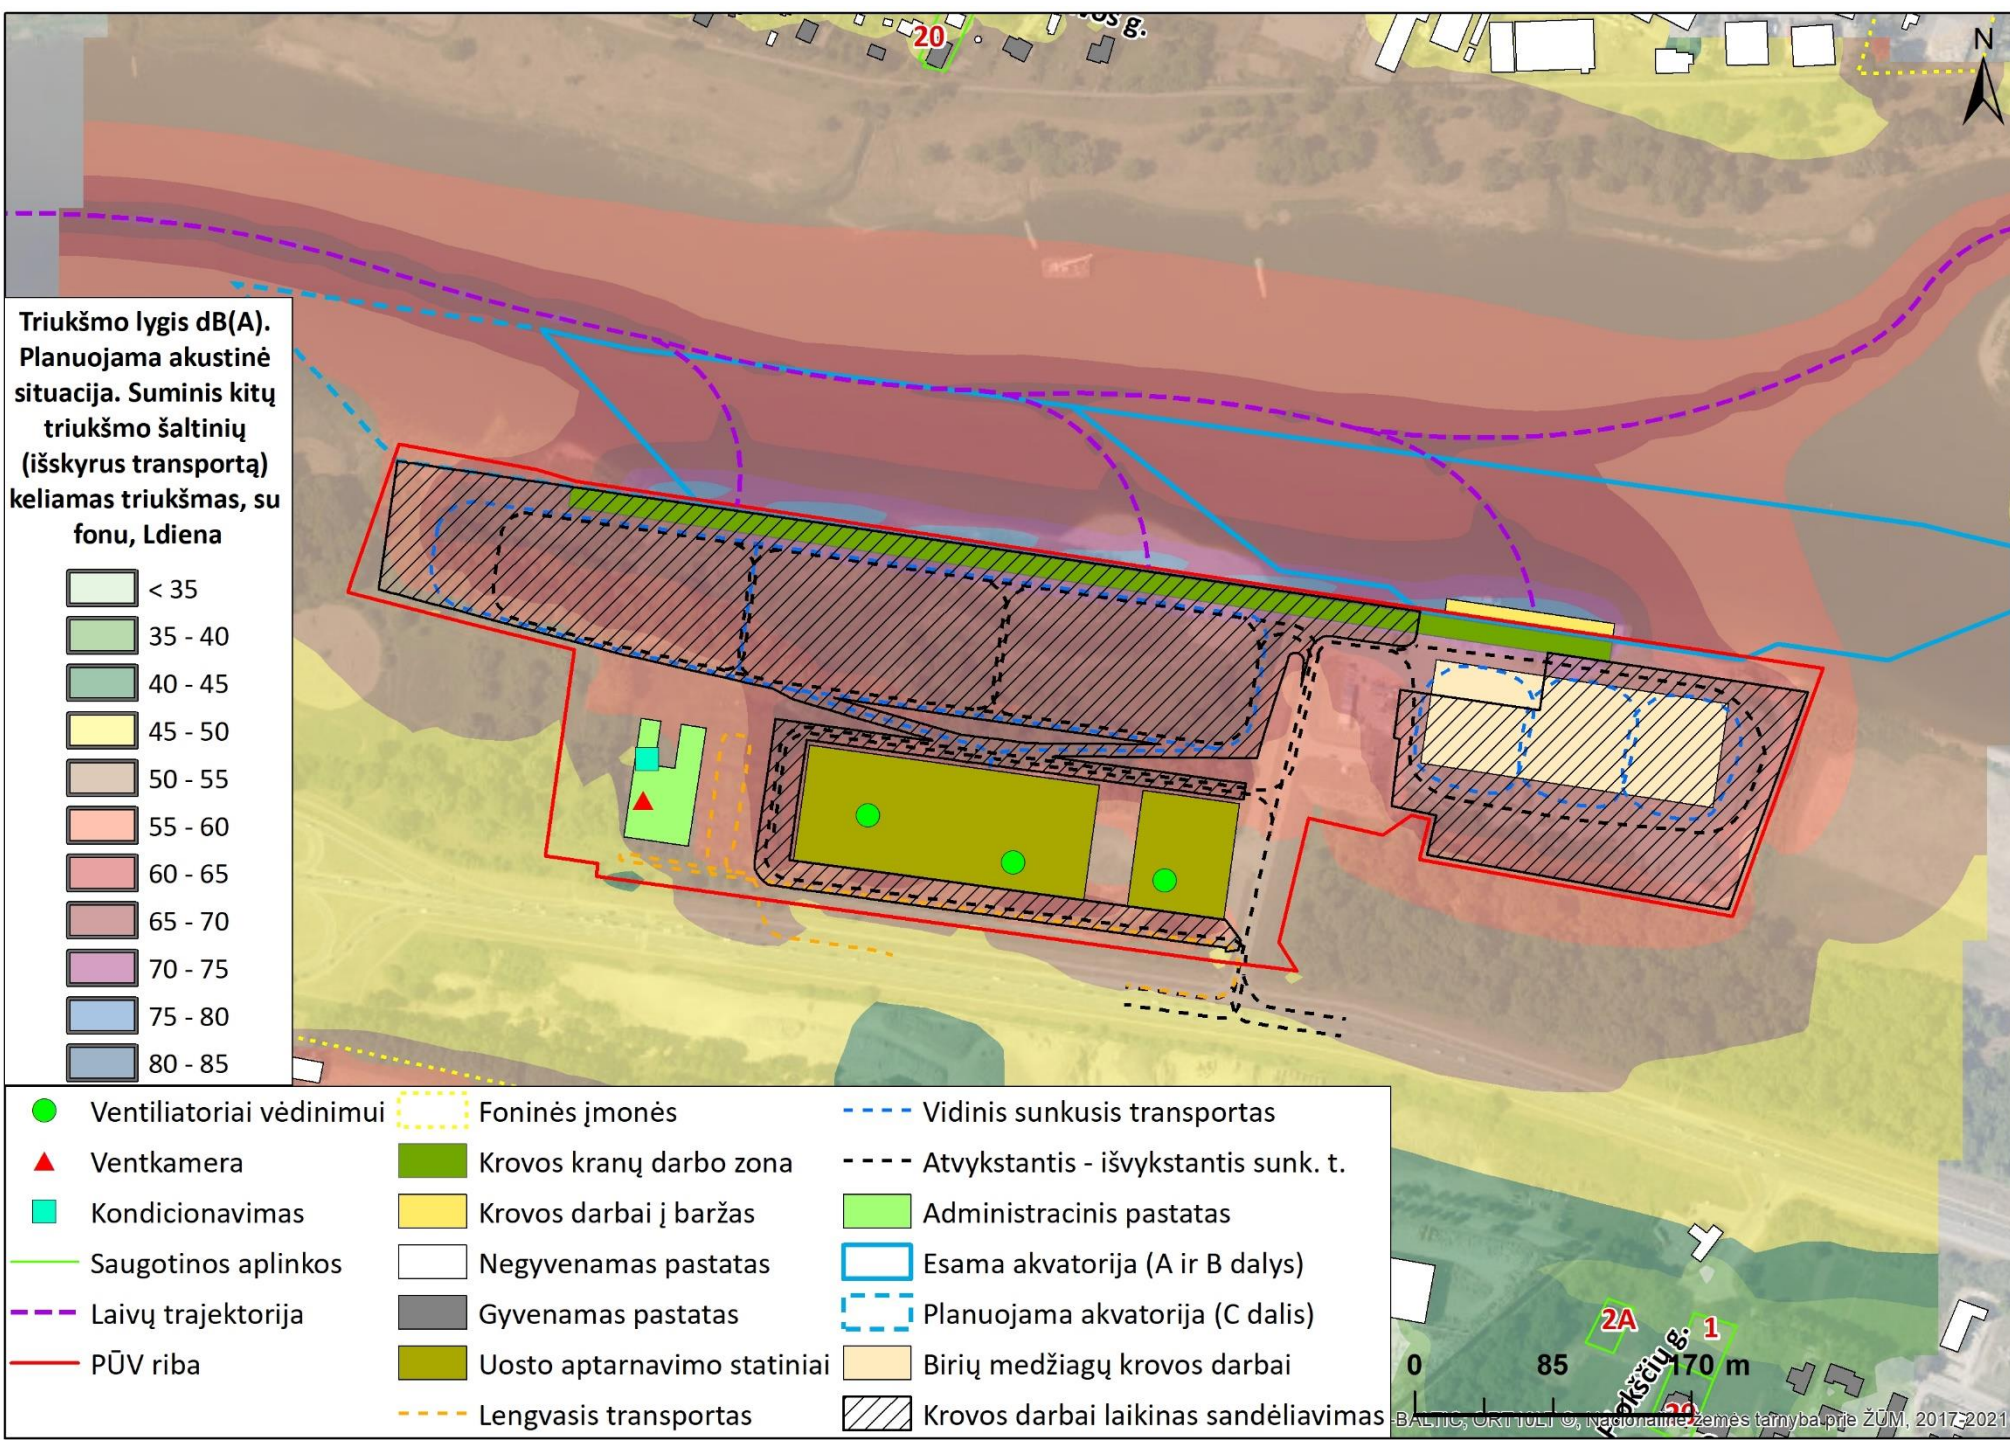 vos g.
20
N
Triukšmo lygis dB(A).
Planuojama akustinė
situacija. Suminis kitų
triukšmo šaltinių
(išskyrus transportą)
keliamas triukšmas, su
fonu, Ldiena
< 35
35 - 40
40 - 45
45 - 50
50 - 55
55 - 60
60 - 65
65 - 70
70 - 75
75 - 80
80 - 85
Ventiliatoriai vėdinimui
Ventkamera
Kondicionavimas
Saugotinos aplinkos
Laivų trajektorija
PŪV riba
Foninės įmonės
Krovos kranų darbo zona
Krovos darbai į baržas
Negyvenamas pastatas
Gyvenamas pastatas
Uosto aptarnavimo statiniai
Lengvasis transportas
Vidinis sunkusis transportas
Atvykstantis - išvykstantis sunk. t.
Administracinis pastatas
Esama akvatorija (A ir B dalys)
Planuojama akvatorija (C dalis)
Birių medžiagų krovos darbai
Krovos darbai laikinas sandėliavimas
2A
1
0 85 170 m
-BALTIC, ORT10LT ©, Nacionalinė žemės tarnyba prie ŽŪM, 2017-2021